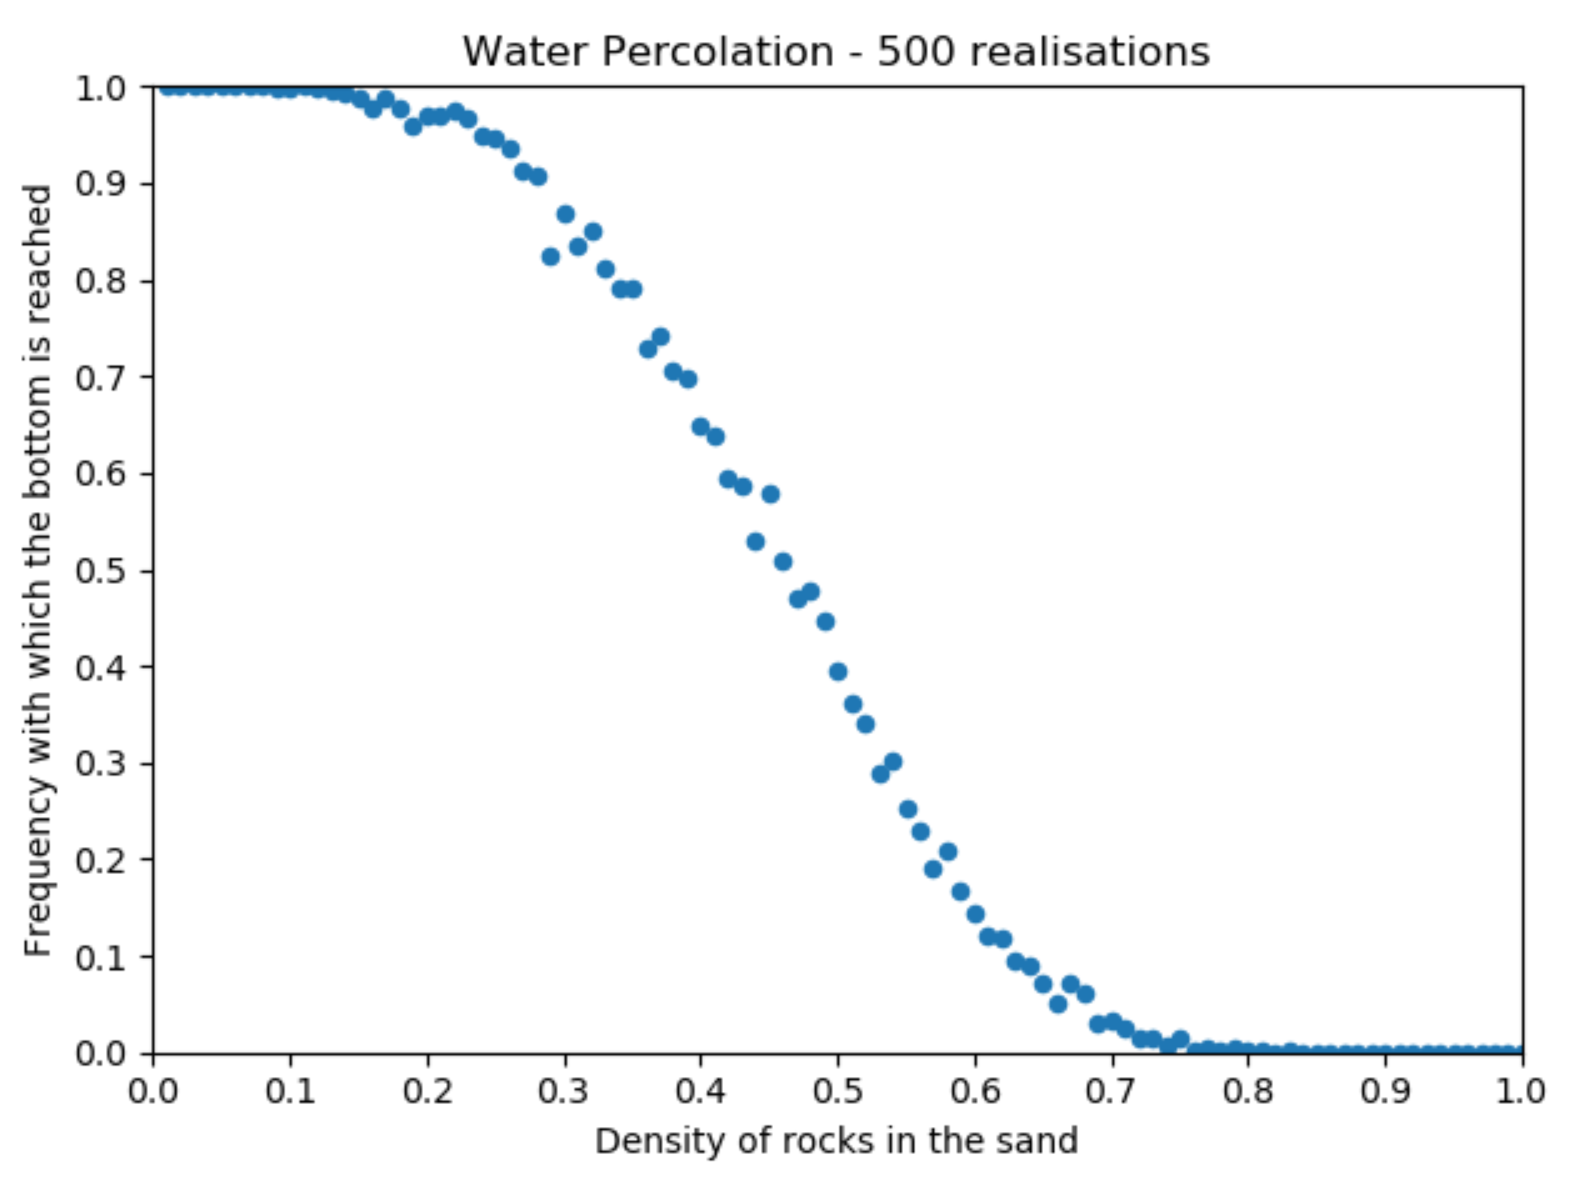 Water Percolation - 500 realisations
1.0
0.9
0.8
0.7
0.6
0.5
0.4
0.3
0.2
0.1
0.0
Frequency with which the bottom is reached
0.0 0.1 0.2 0.3 0.4 0.5 0.6 0.7 0.8 0.9 1.0
Density of rocks in the sand